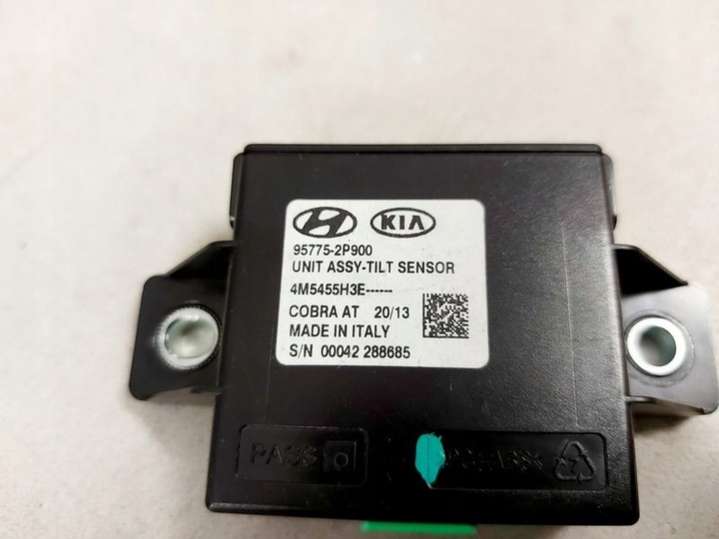 KIA
95775-2P900
UNIT ASSY-TILT SENSOR
4M5455H3E------
COBRA AT 20/13
MADE IN ITALY
S/N 00042 288685
PASS